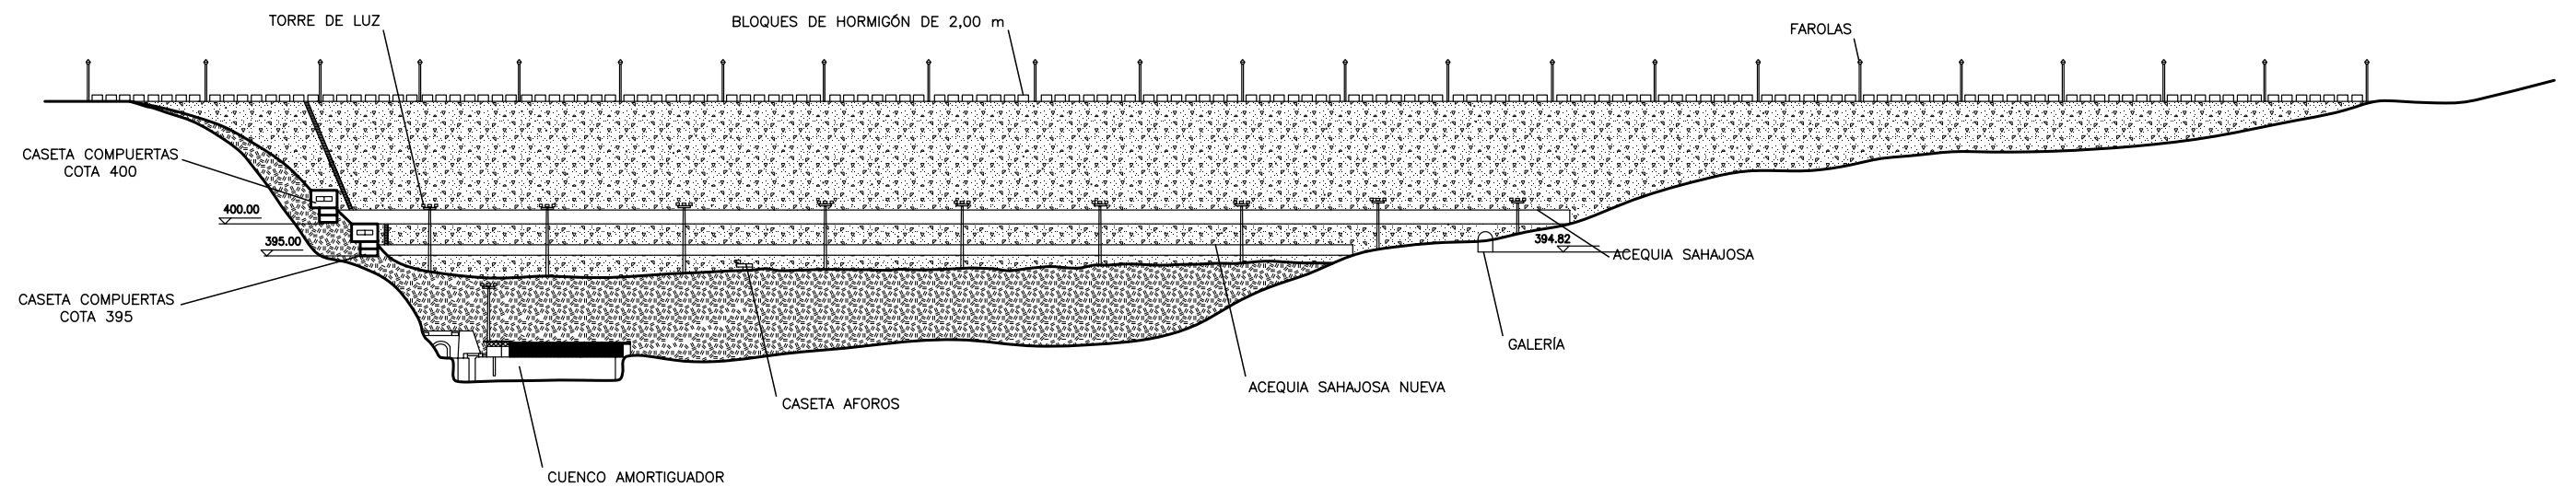 TORRE DE LUZ
BLOQUES DE HORMIGÓN DE 2,00 m
FAROLAS
CASETA COMPUERTAS
COTA 400
400.00
395.00
394.82
ACEQUIA SAHAJOSA
CASETA COMPUERTAS
COTA 395
GALERÍA
ACEQUIA SAHAJOSA NUEVA
CASETA AFOROS
CUENCO AMORTIGUADOR